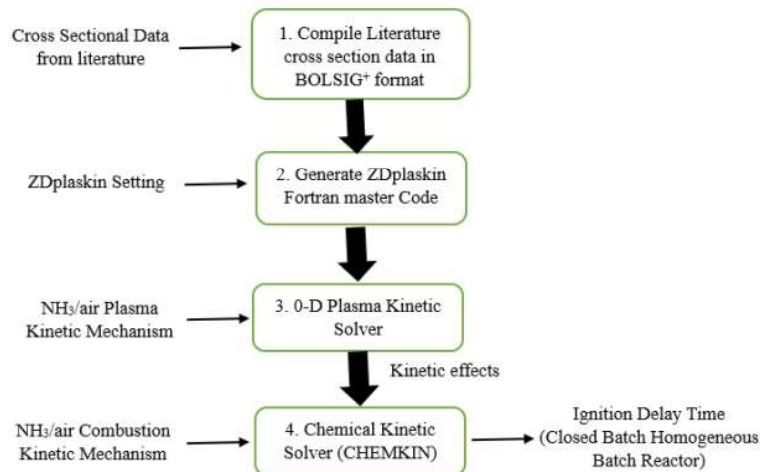 Cross Sectional Data
from literature
1. Compile Literature
cross section data in
BOLSIG⁺ format
ZDplaskin Setting
2. Generate ZDplaskin
Fortran master Code
NH₃/air Plasma
Kinetic Mechanism
3. 0-D Plasma Kinetic
Solver
Kinetic effects
NH₃/air Combustion
Kinetic Mechanism
4. Chemical Kinetic
Solver (CHEMKIN)
Ignition Delay Time
(Closed Batch Homogeneous
Batch Reactor)